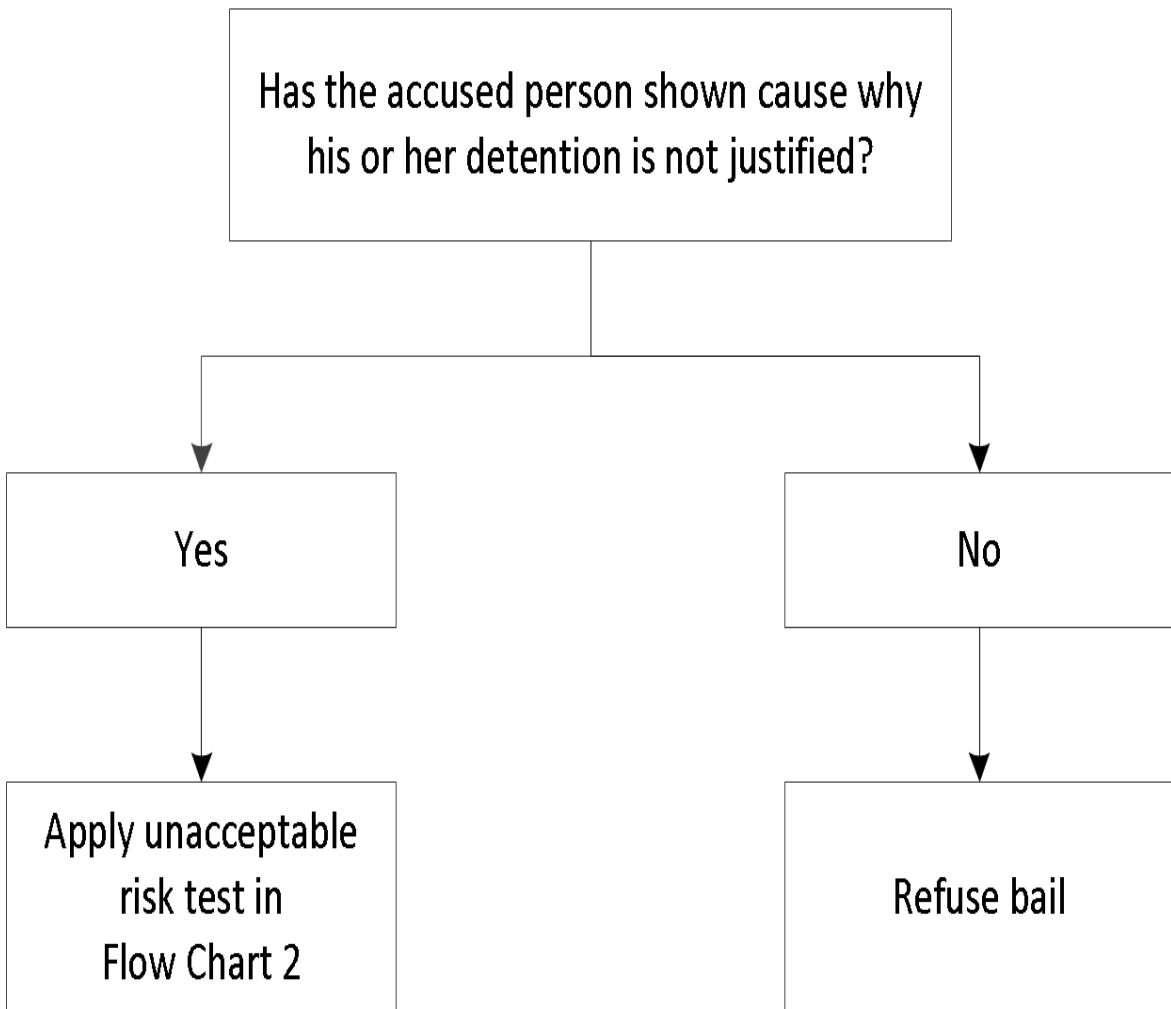 Has the accused person shown cause why
his or her detention is not justified?
Yes
No
Apply unacceptable
risk test in
Flow Chart 2
Refuse bail